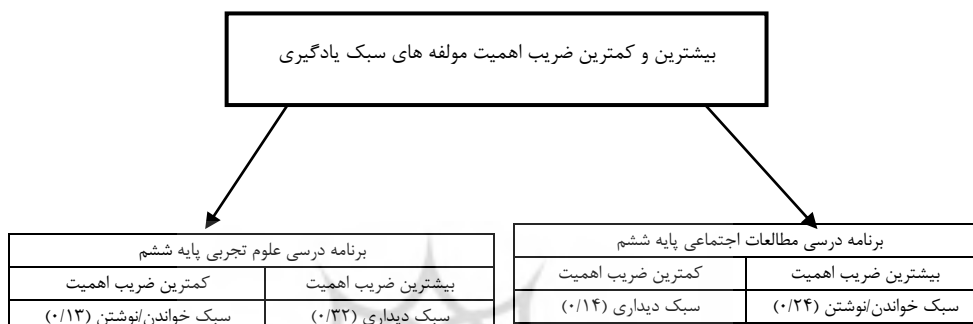 بیشترین و کمترین ضریب اهمیت مولفه های سبک یادگیری
برنامه درسی مطالعات اجتماعی پایه ششم
بیشترین ضریب اهمیت	کمترین ضریب اهمیت
سبک خواندن/نوشتن (۰/۲۴)	سبک دیداری (۰/۱۴)
برنامه درسی علوم تجربی پایه ششم
بیشترین ضریب اهمیت	کمترین ضریب اهمیت
سبک دیداری (۰/۳۲)	سبک خواندن/نوشتن (۰/۱۳)